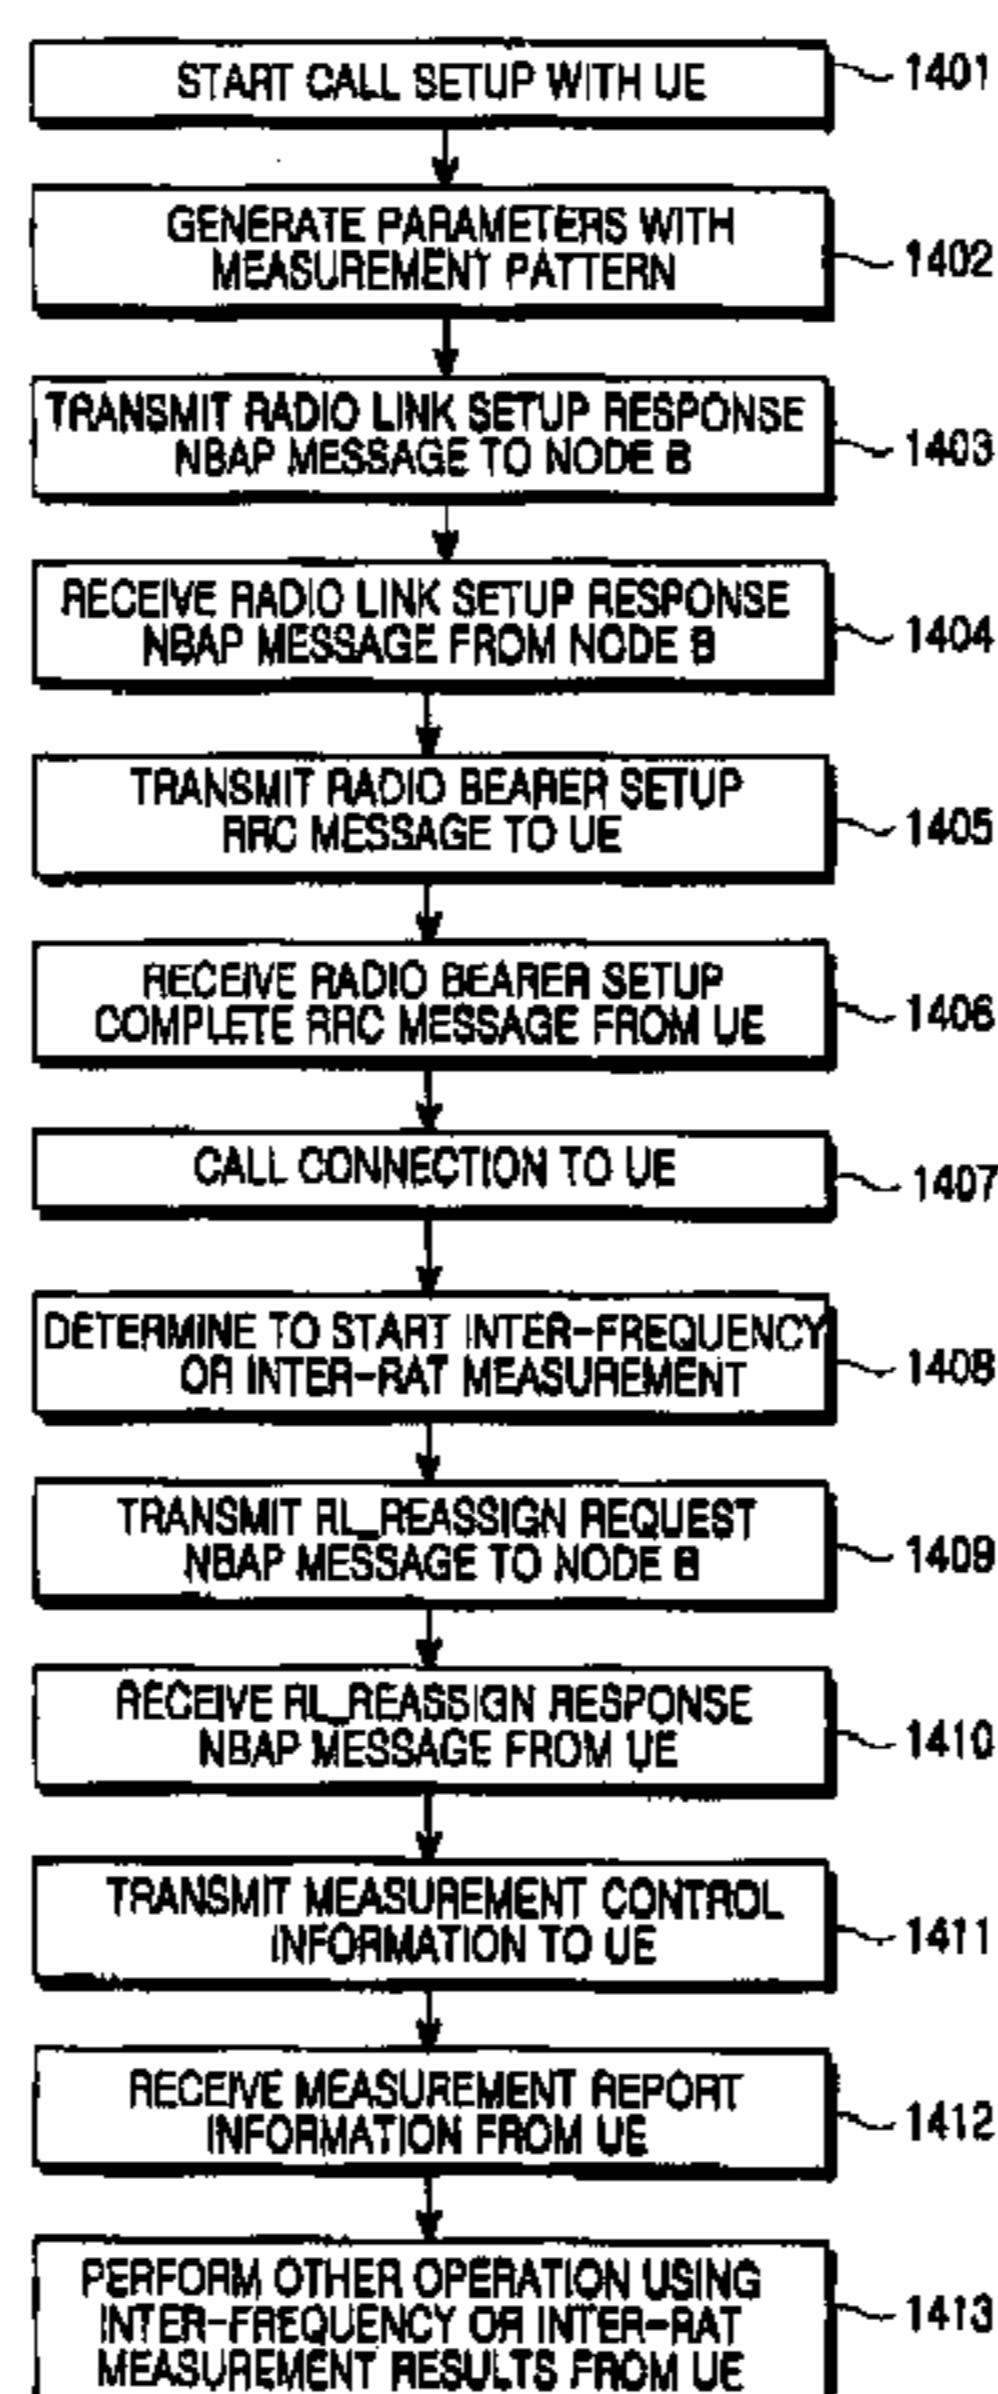 START CALL SETUP WITH UE
1401
GENERATE PARAMETERS WITH
MEASUREMENT PATTERN
1402
TRANSMIT RADIO LINK SETUP RESPONSE
NBAP MESSAGE TO NODE B
1403
RECEIVE RADIO LINK SETUP RESPONSE
NBAP MESSAGE FROM NODE B
1404
TRANSMIT RADIO BEARER SETUP
RRC MESSAGE TO UE
1405
RECEIVE RADIO BEARER SETUP
COMPLETE RRC MESSAGE FROM UE
1406
CALL CONNECTION TO UE
1407
DETERMINE TO START INTER-FREQUENCY
OR INTER-RAT MEASUREMENT
1408
TRANSMIT RL_REASSIGN REQUEST
NBAP MESSAGE TO NODE B
1409
RECEIVE RL_REASSIGN RESPONSE
NBAP MESSAGE FROM UE
1410
TRANSMIT MEASUREMENT CONTROL
INFORMATION TO UE
1411
RECEIVE MEASUREMENT REPORT
INFORMATION FROM UE
1412
PERFORM OTHER OPERATION USING
INTER-FREQUENCY OR INTER-RAT
MEASUREMENT RESULTS FROM UE
1413